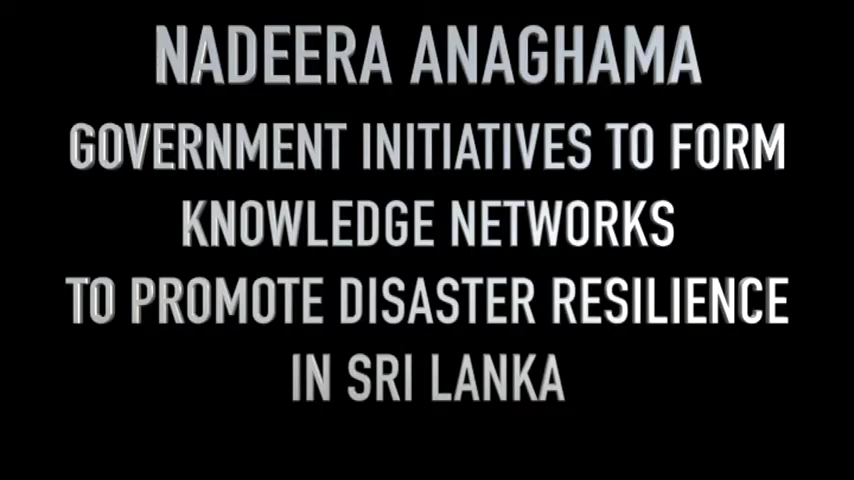 NADEERA ANAGHAMA
GOVERNMENT INITIATIVES TO FORM
KNOWLEDGE NETWORKS
TO PROMOTE DISASTER RESILIENCE
IN SRI LANKA